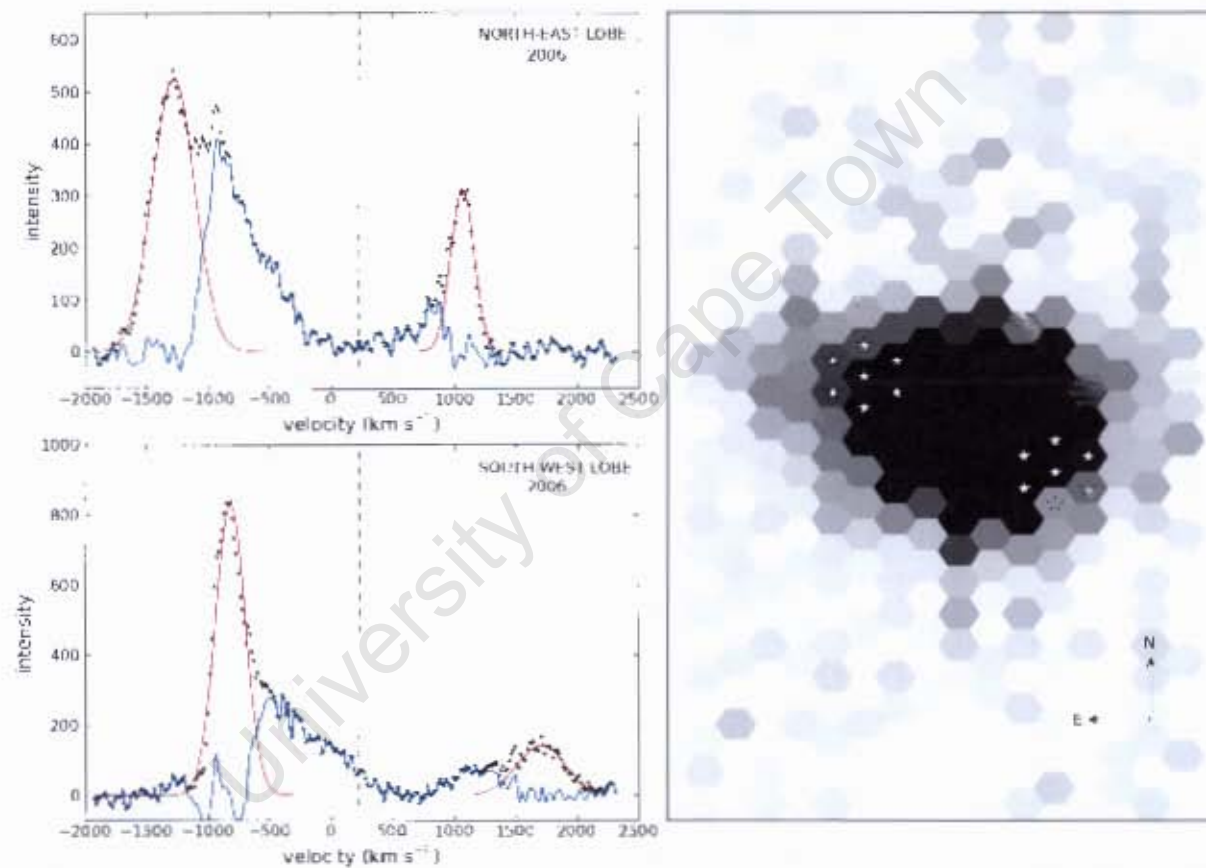 NORTH-EAST LOBE
2006
600
500
400
300
200
100
0
intensity
−2000 −1500 −1000 −500 0 500 1000 1500 2000 2500
velocity (km s⁻¹)
SOUTH WEST LOBE
2006
1000
800
600
400
200
0
intensity
−2000 −1500 −1000 −500 0 500 1000 1500 2000 2500
velocity (km s⁻¹)
N
E
University of Cape Town